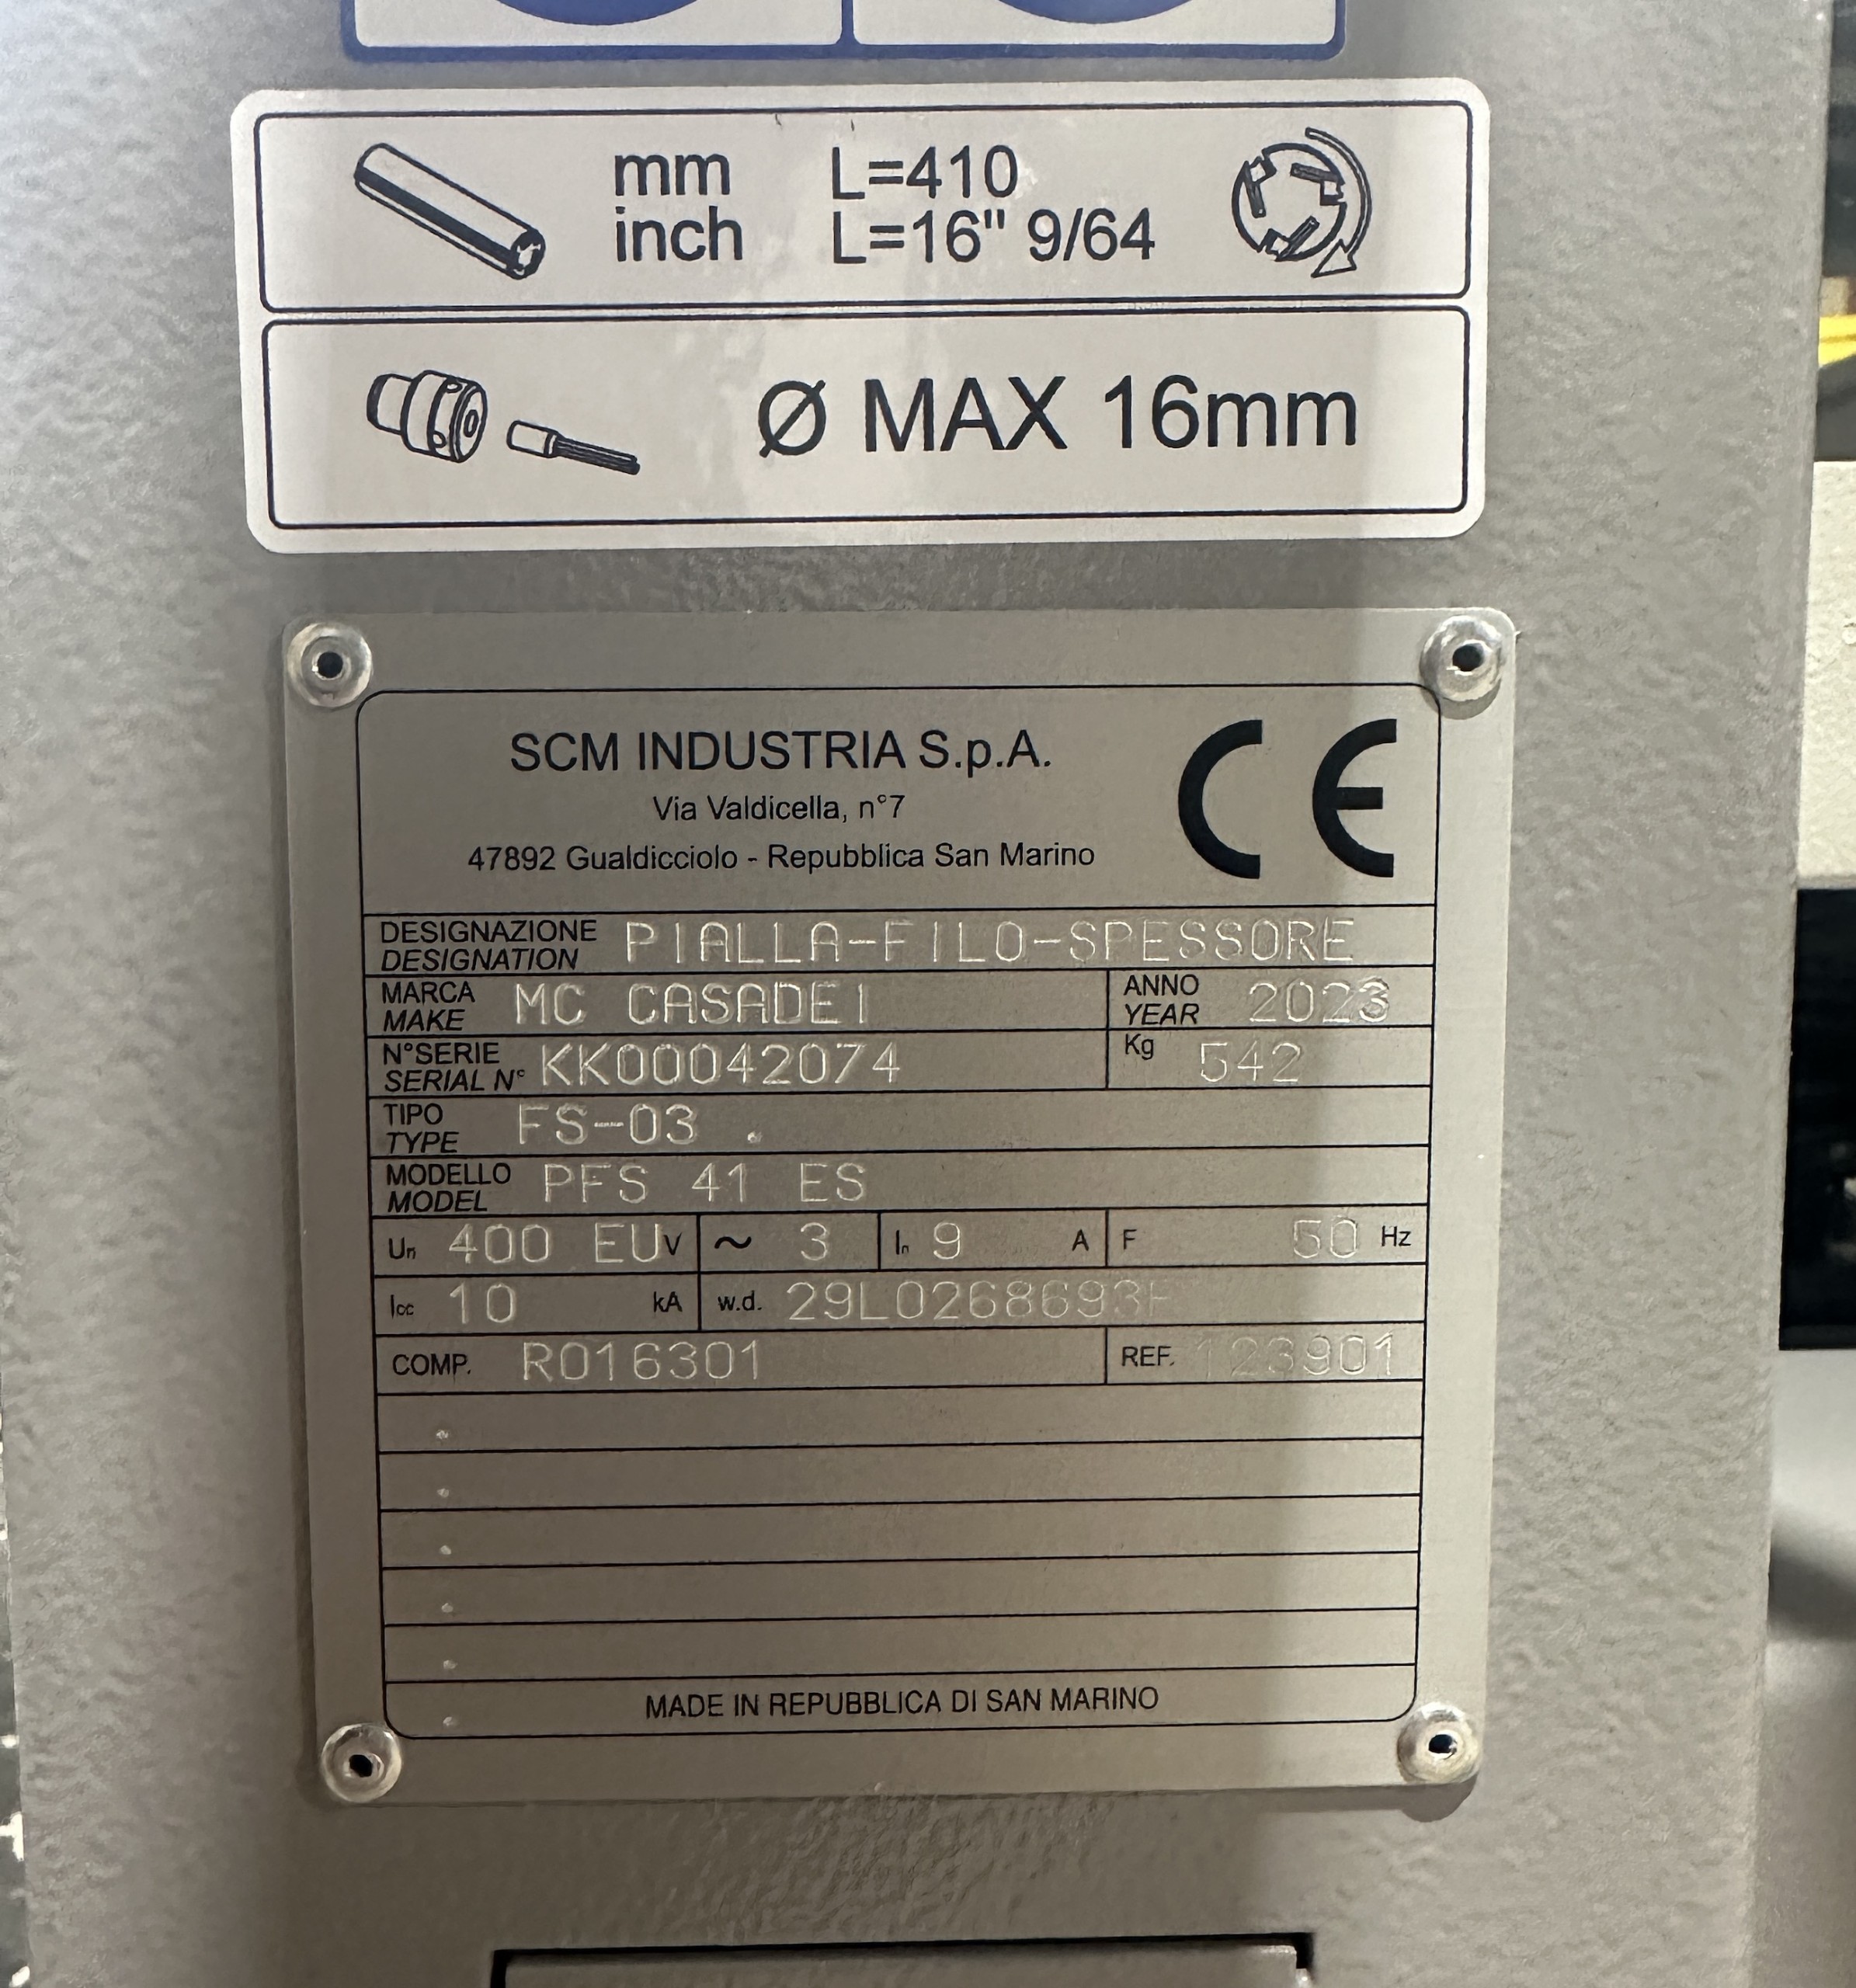 mm L=410
inch L=16" 9/64
Ø MAX 16mm
SCM INDUSTRIA S.p.A.
Via Valdicella, n°7
47892 Gualdicciolo - Repubblica San Marino
CE
DESIGNAZIONE
DESIGNATION PIALLA-FILO-SPESSORE
MARCA
MAKE MC CASADEI
ANNO
YEAR 2023
N°SERIE
SERIAL N° KK00042074
Kg 542
TIPO
TYPE FS-03 .
MODELLO
MODEL PFS 41 ES
Un 400 EU V ~ 3 In 9 A F 50 Hz
Icc 10 kA w.d. 29L0268693F
COMP. R016301 REF. 123901
.
.
.
.
.
.
MADE IN REPUBBLICA DI SAN MARINO